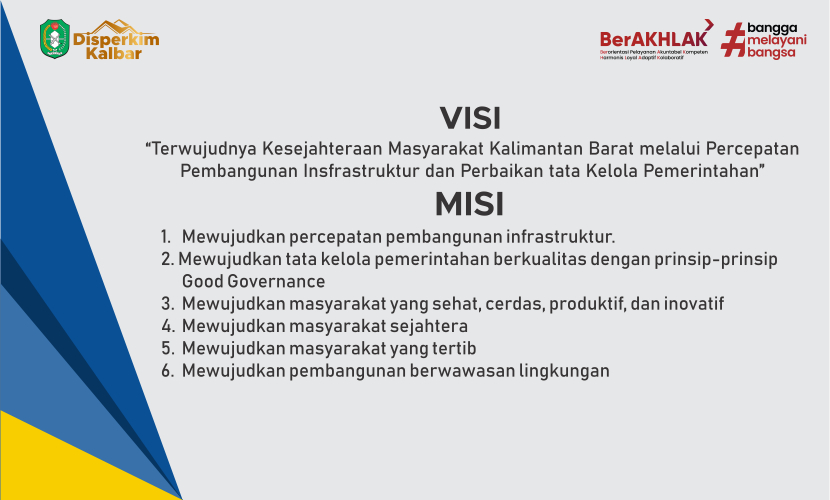 Disperkim
Kalbar
BerAKHLAK
Berorientasi Pelayanan Akuntabel Kompeten
Harmonis Loyal Adaptif Kolaboratif
#bangga
melayani
bangsa
VISI
“Terwujudnya Kesejahteraan Masyarakat Kalimantan Barat melalui Percepatan
Pembangunan Insfrastruktur dan Perbaikan tata Kelola Pemerintahan”
MISI
1. Mewujudkan percepatan pembangunan infrastruktur.
2. Mewujudkan tata kelola pemerintahan berkualitas dengan prinsip-prinsip
Good Governance
3. Mewujudkan masyarakat yang sehat, cerdas, produktif, dan inovatif
4. Mewujudkan masyarakat sejahtera
5. Mewujudkan masyarakat yang tertib
6. Mewujudkan pembangunan berwawasan lingkungan